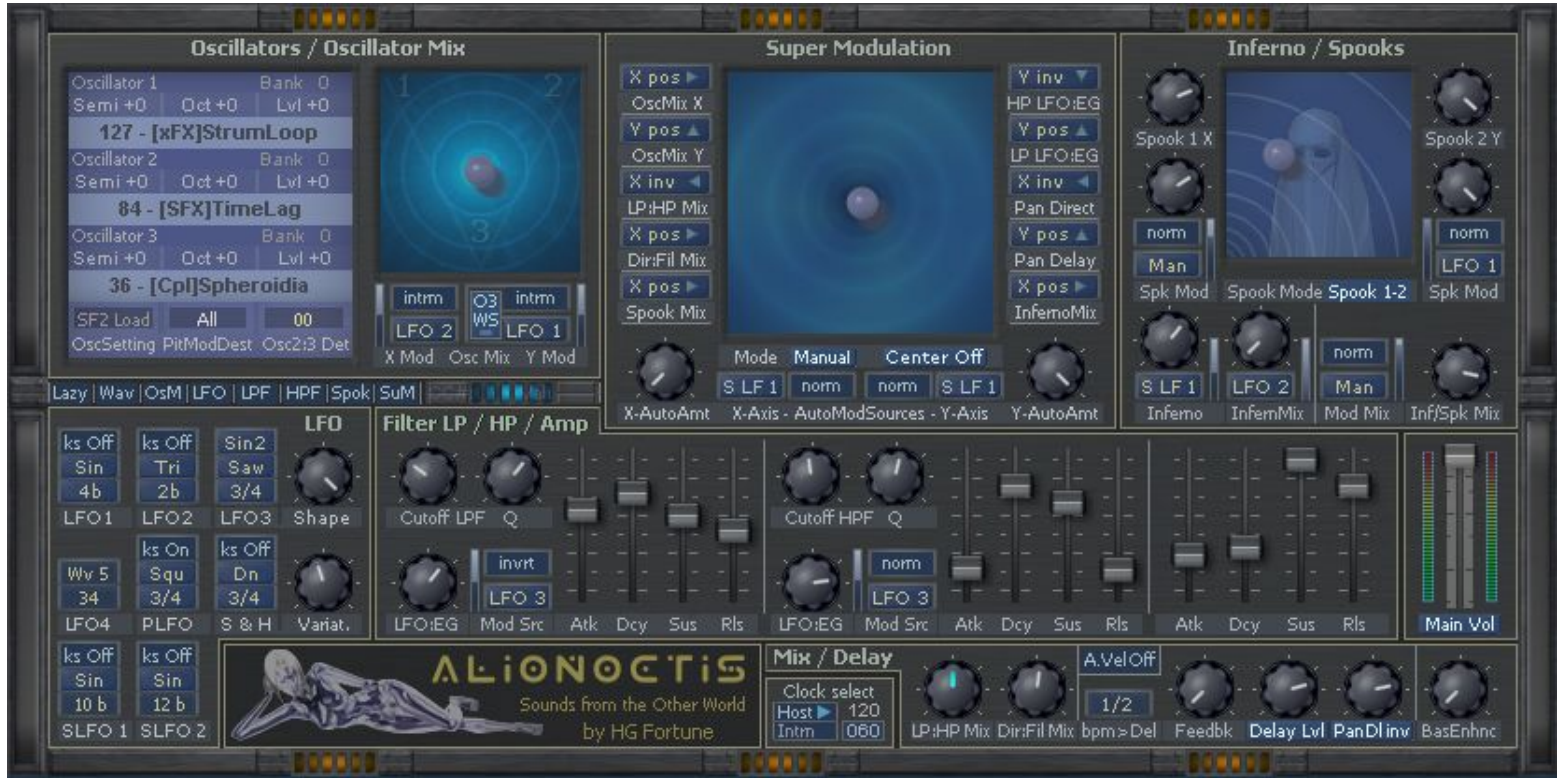 Oscillators / Oscillator Mix
Oscillator 1 Bank 0
Semi +0 Oct +0 Lvl +0
127 - [xFX]StrumLoop
Oscillator 2 Bank 0
Semi +0 Oct +0 Lvl +0
84 - [SFX]TimeLag
Oscillator 3 Bank 0
Semi +0 Oct +0 Lvl +0
36 - [Cpl]Spheroidia
SF2 Load All 00
OscSetting PitModDest Osc2:3 Det
1 2
3
intrm O3 intrm
LFO 2 WS LFO 1
X Mod Osc Mix Y Mod
Super Modulation
X pos
OscMix X
Y pos
OscMix Y
X inv
LP:HP Mix
X pos
Dir:Fil Mix
X pos
Spook Mix
Y inv
HP LFO:EG
Y pos
LP LFO:EG
X inv
Pan Direct
Y pos
Pan Delay
X pos
InfernoMix
Mode Manual Center Off
S LF 1 norm norm S LF 1
X-AutoAmt X-Axis - AutoModSources - Y-Axis Y-AutoAmt
Inferno / Spooks
Spook 1 X Spook 2 Y
norm norm
Man LFO 1
Spk Mod Spook Mode Spook 1-2 Spk Mod
norm
S LF 1 LFO 2 Man
Inferno InfernMix Mod Mix Inf/Spk Mix
Lazy Wav OsM LFO LPF HPF Spok SuM
LFO
ks Off ks Off Sin2
Sin Tri Saw
4b 2b 3/4
LFO1 LFO2 LFO3 Shape
ks On ks Off
Wv 5 Squ Dn
34 3/4 3/4
LFO4 PLFO S & H Variat.
ks Off ks Off
Sin Sin
10 b 12 b
SLFO 1 SLFO 2
Filter LP / HP / Amp
Cutoff LPF Q
invrt
LFO 3
LFO:EG Mod Src Atk Dcy Sus Rls
Cutoff HPF Q
norm
LFO 3
LFO:EG Mod Src Atk Dcy Sus Rls
Atk Dcy Sus Rls
Main Vol
ALiONOCTiS
Sounds from the Other World
by HG Fortune
Mix / Delay
Clock select
Host 120
Intrn 060
A.VelOff
1/2
LP:HP Mix Dir:Fil Mix bpm>Del Feedbk Delay Lvl PanDlinv BasEnhnc